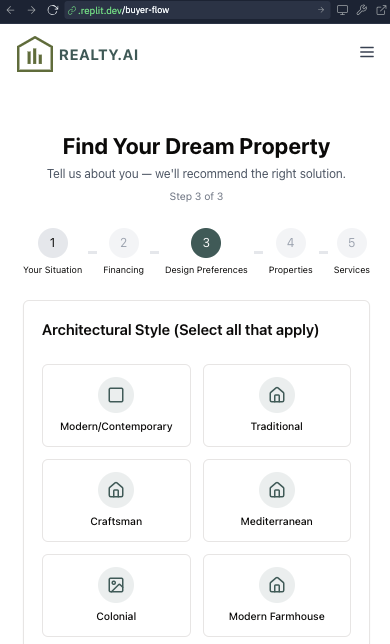 .replit.dev/buyer-flow
REALTY.AI
Find Your Dream Property
Tell us about you — we'll recommend the right solution.
Step 3 of 3
1 2 3 4 5
Your Situation Financing Design Preferences Properties Services
Architectural Style (Select all that apply)
Modern/Contemporary Traditional
Craftsman Mediterranean
Colonial Modern Farmhouse